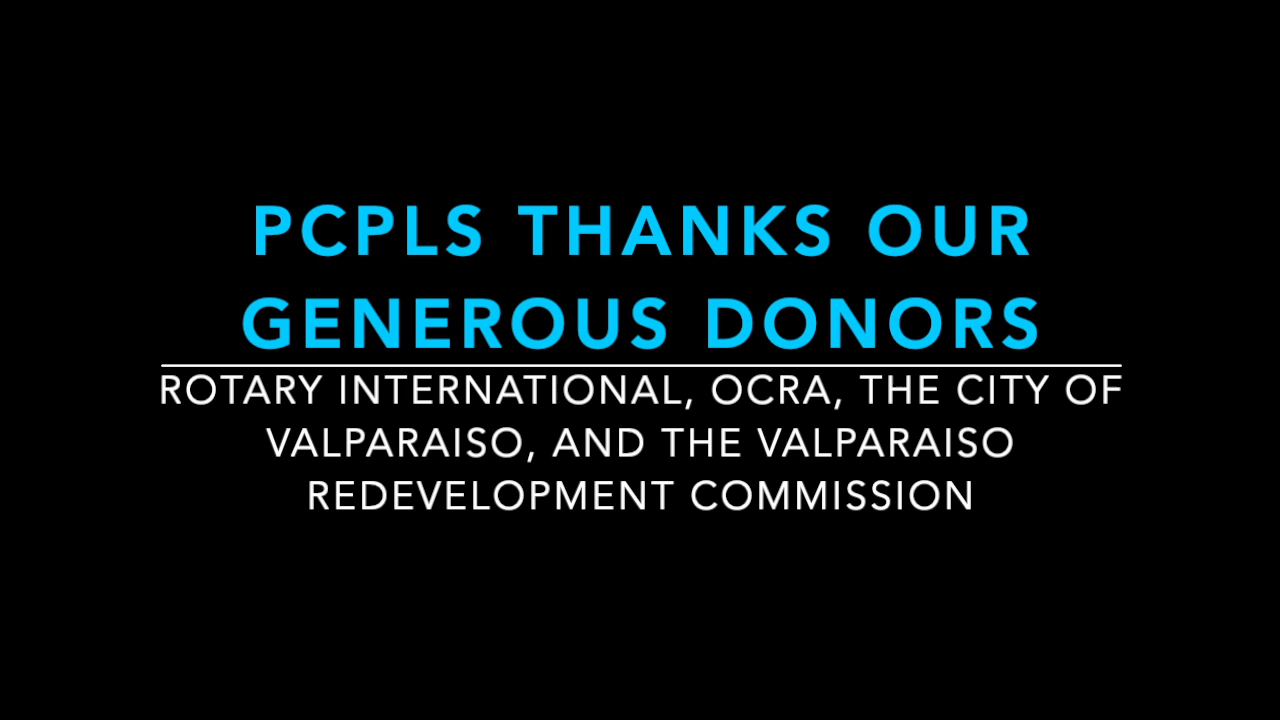 PCPLS THANKS OUR
GENEROUS DONORS
ROTARY INTERNATIONAL, OCRA, THE CITY OF
VALPARAISO, AND THE VALPARAISO
REDEVELOPMENT COMMISSION